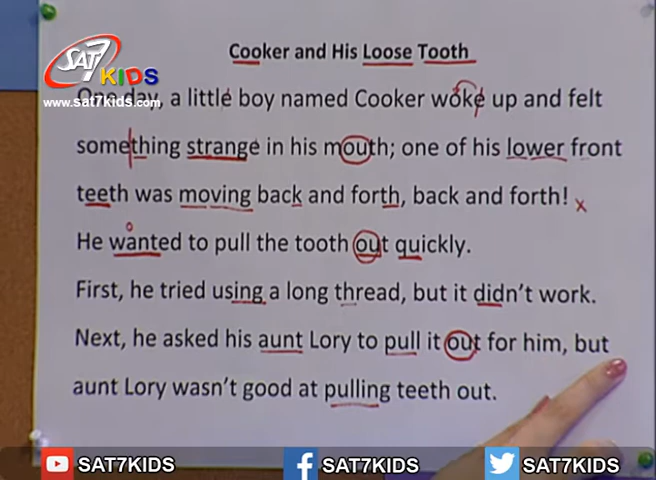 Cooker and His Loose Tooth
SAT7
KIDS
www.sat7kids.com
One day, a little boy named Cooker woke up and felt
something strange in his mouth; one of his lower front
teeth was moving back and forth, back and forth! x
He wanted to pull the tooth out quickly.
First, he tried using a long thread, but it didn't work.
Next, he asked his aunt Lory to pull it out for him, but
aunt Lory wasn't good at pulling teeth out.
SAT7KIDS SAT7KIDS SAT7KIDS